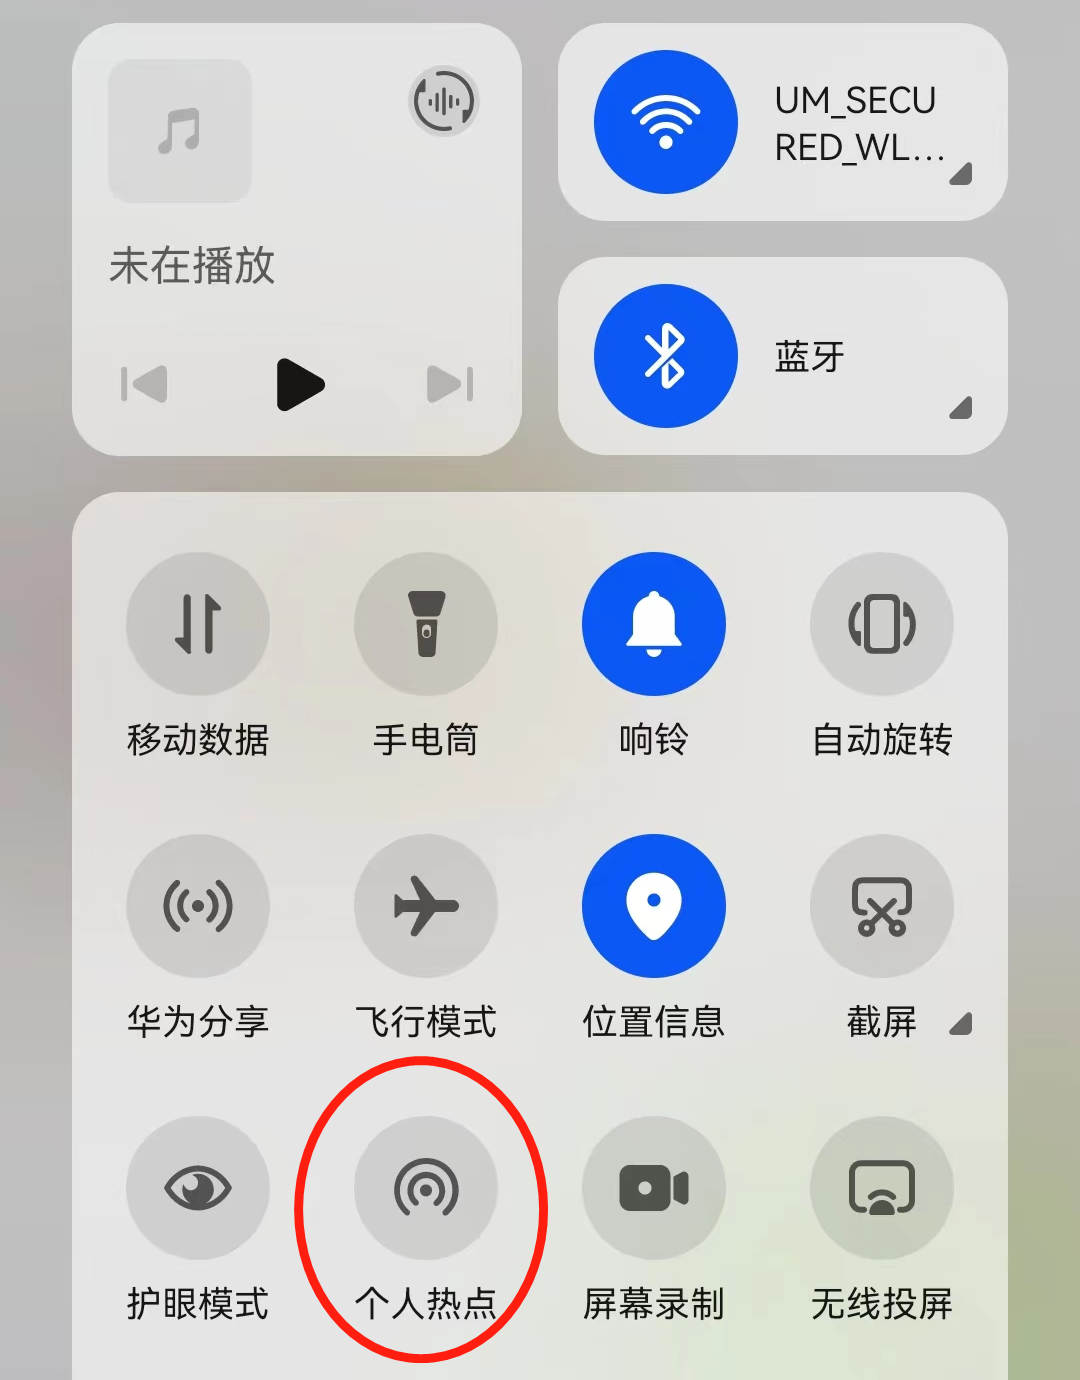 未在播放
UM_SECU
RED_WL...
蓝牙
移动数据
手电筒
响铃
自动旋转
华为分享
飞行模式
位置信息
截屏
护眼模式
个人热点
屏幕录制
无线投屏